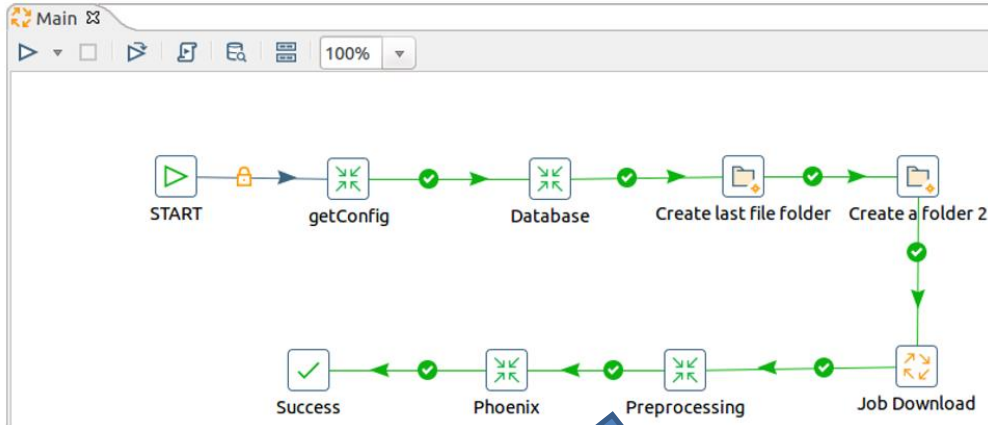 Main
100%
START
getConfig
Database
Create last file folder
Create a folder 2
Success
Phoenix
Preprocessing
Job Download